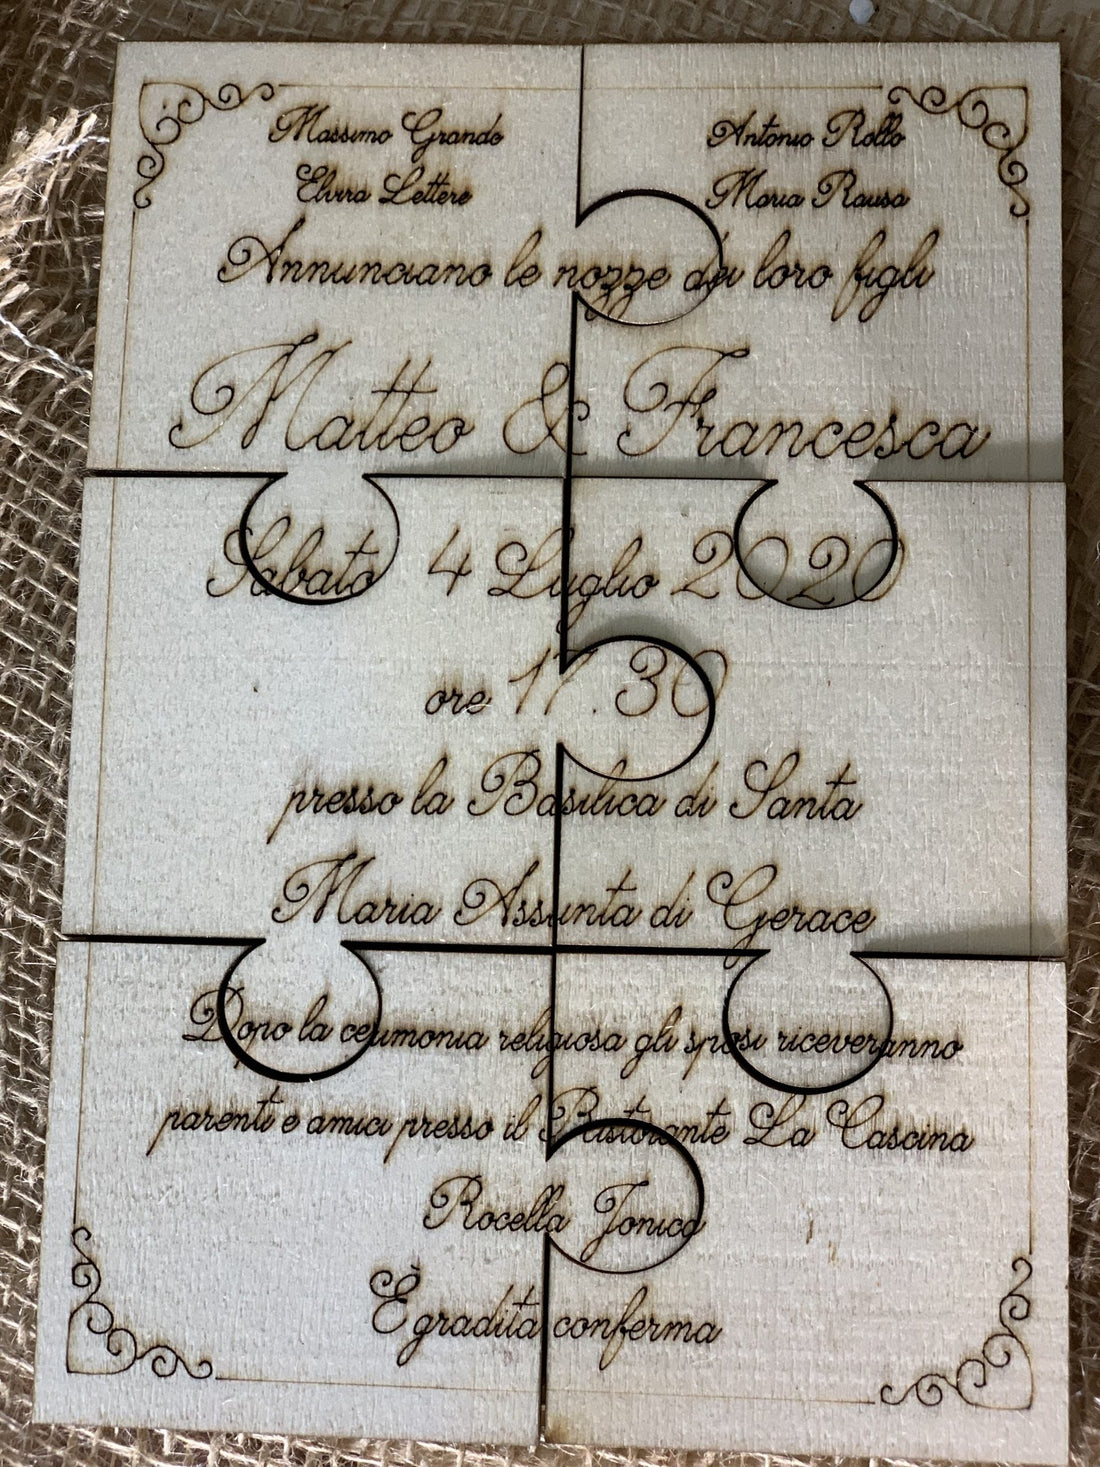 Massimo Grande
Elvira Lettere
Antonio Rollo
Maria Rausa
Annunciano le nozze dei loro figli
Matteo & Francesca
Sabato 4 Luglio 2020
ore 17.30
presso la Basilica di Santa
Maria Assunta di Gerace
Dopo la cerimonia religiosa gli sposi riceveranno
parenti e amici presso il Ristorante La Cascina
Rocella Jonica
È gradita conferma